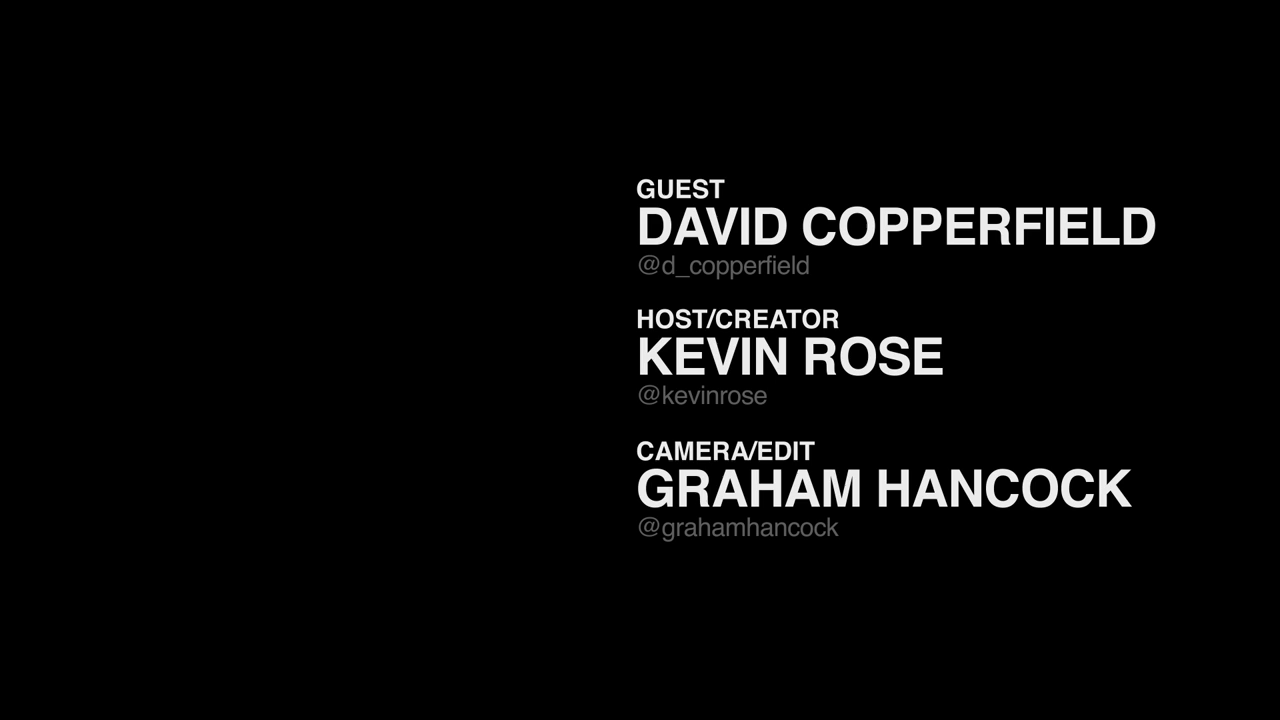 GUEST
DAVID COPPERFIELD
@d_copperfield
HOST/CREATOR
KEVIN ROSE
@kevinrose
CAMERA/EDIT
GRAHAM HANCOCK
@grahamhancock